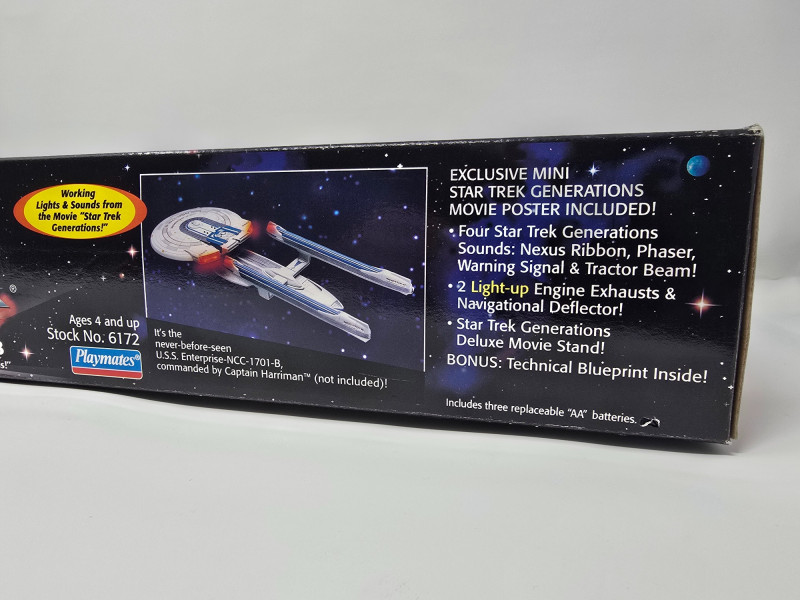 Working
Lights & Sounds from
the Movie "Star Trek
Generations!"
®
Ages 4 and up
Stock No. 6172
Playmates®
It's the
never-before-seen
U.S.S. Enterprise-NCC-1701-B,
commanded by Captain Harriman™ (not included)!
EXCLUSIVE MINI
STAR TREK GENERATIONS
MOVIE POSTER INCLUDED!
• Four Star Trek Generations
Sounds: Nexus Ribbon, Phaser,
Warning Signal & Tractor Beam!
• 2 Light-up Engine Exhausts &
Navigational Deflector!
• Star Trek Generations
Deluxe Movie Stand!
BONUS: Technical Blueprint Inside!
Includes three replaceable "AA" batteries.